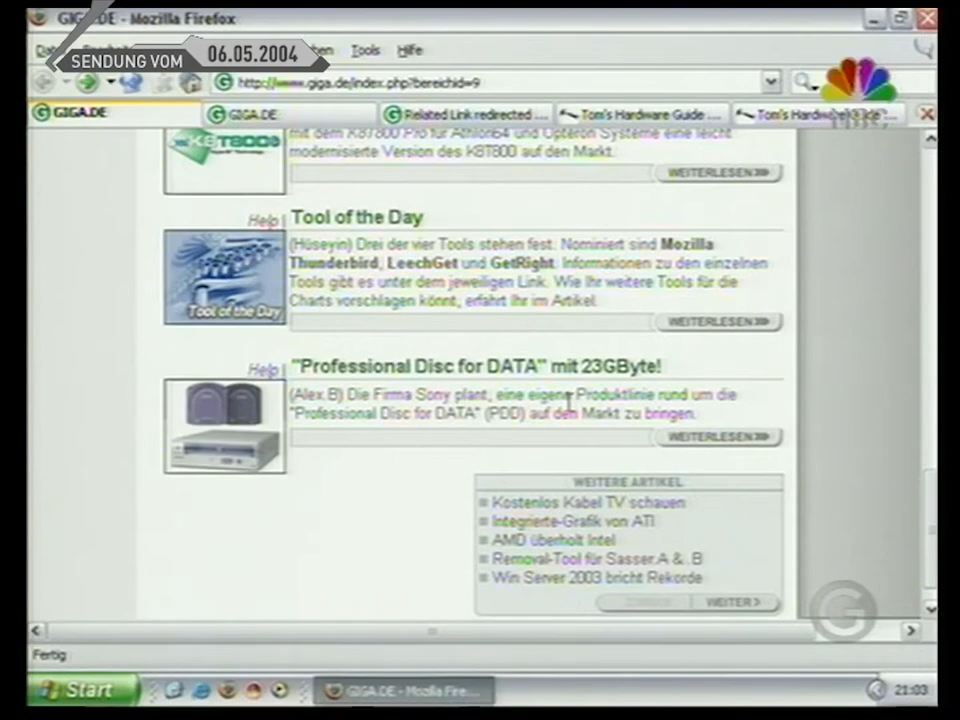 GIGA.DE - Mozilla Firefox
SENDUNG VOM 06.05.2004
Tools Hilfe
http://www.giga.de/index.php?bereichid=9
GIGA.DE GIGA.DE Related Link redirected ... Tom's Hardware Guide ... Tom's Hardware Guide ...
K8T800
mit dem K8T800 Pro für Athlon64 und Opteron Systeme eine leicht
modernisierte Version des K8T800 auf den Markt.
WEITERLESEN
Help | Tool of the Day
(Hüseyin) Drei der vier Tools stehen fest. Nominiert sind Mozilla
Thunderbird, LeechGet und GetRight. Informationen zu den einzelnen
Tools gibt es unter dem jeweiligen Link. Wie Ihr weitere Tools für die
Charts vorschlagen könnt, erfahrt Ihr im Artikel.
Tool of the Day
WEITERLESEN
Help | "Professional Disc for DATA" mit 23GByte!
(Alex.B) Die Firma Sony plant, eine eigene Produktlinie rund um die
"Professional Disc for DATA" (PDD) auf den Markt zu bringen.
WEITERLESEN
WEITERE ARTIKEL
Kostenlos Kabel TV schauen
Integrierte-Grafik von ATI
AMD überholt Intel
Removal-Tool für Sasser.A & .B
Win Server 2003 bricht Rekorde
WEITER >
G
Fertig
Start GIGA.DE - Mozilla Fire... 21:03